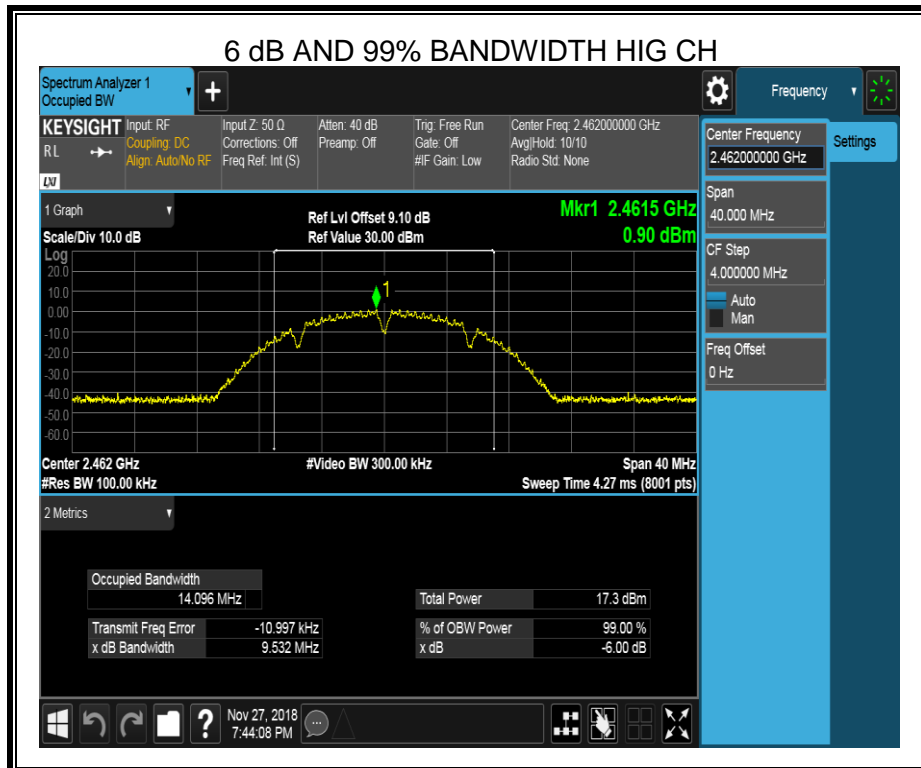 6 dB AND 99% BANDWIDTH HIG CH
Spectrum Analyzer 1
Occupied BW
+
Frequency
KEYSIGHT
RL
LXI
Input: RF
Coupling: DC
Align: Auto/No RF
Input Z: 50 Ω
Corrections: Off
Freq Ref: Int (S)
Atten: 40 dB
Preamp: Off
Trig: Free Run
Gate: Off
#IF Gain: Low
Center Freq: 2.462000000 GHz
Avg|Hold: 10/10
Radio Std: None
Center Frequency
2.462000000 GHz
Settings
Span
40.000 MHz
CF Step
4.000000 MHz
Auto
Man
Freq Offset
0 Hz
1 Graph
Ref Lvl Offset 9.10 dB
Mkr1 2.4615 GHz
Scale/Div 10.0 dB
Ref Value 30.00 dBm
0.90 dBm
Log
20.0
10.0
0.00
-10.0
-20.0
-30.0
-40.0
-50.0
-60.0
1
Center 2.462 GHz
#Video BW 300.00 kHz
Span 40 MHz
#Res BW 100.00 kHz
Sweep Time 4.27 ms (8001 pts)
2 Metrics
Occupied Bandwidth
14.096 MHz
Total Power 17.3 dBm
Transmit Freq Error -10.997 kHz
% of OBW Power 99.00 %
x dB Bandwidth 9.532 MHz
x dB -6.00 dB
?
Nov 27, 2018
7:44:08 PM